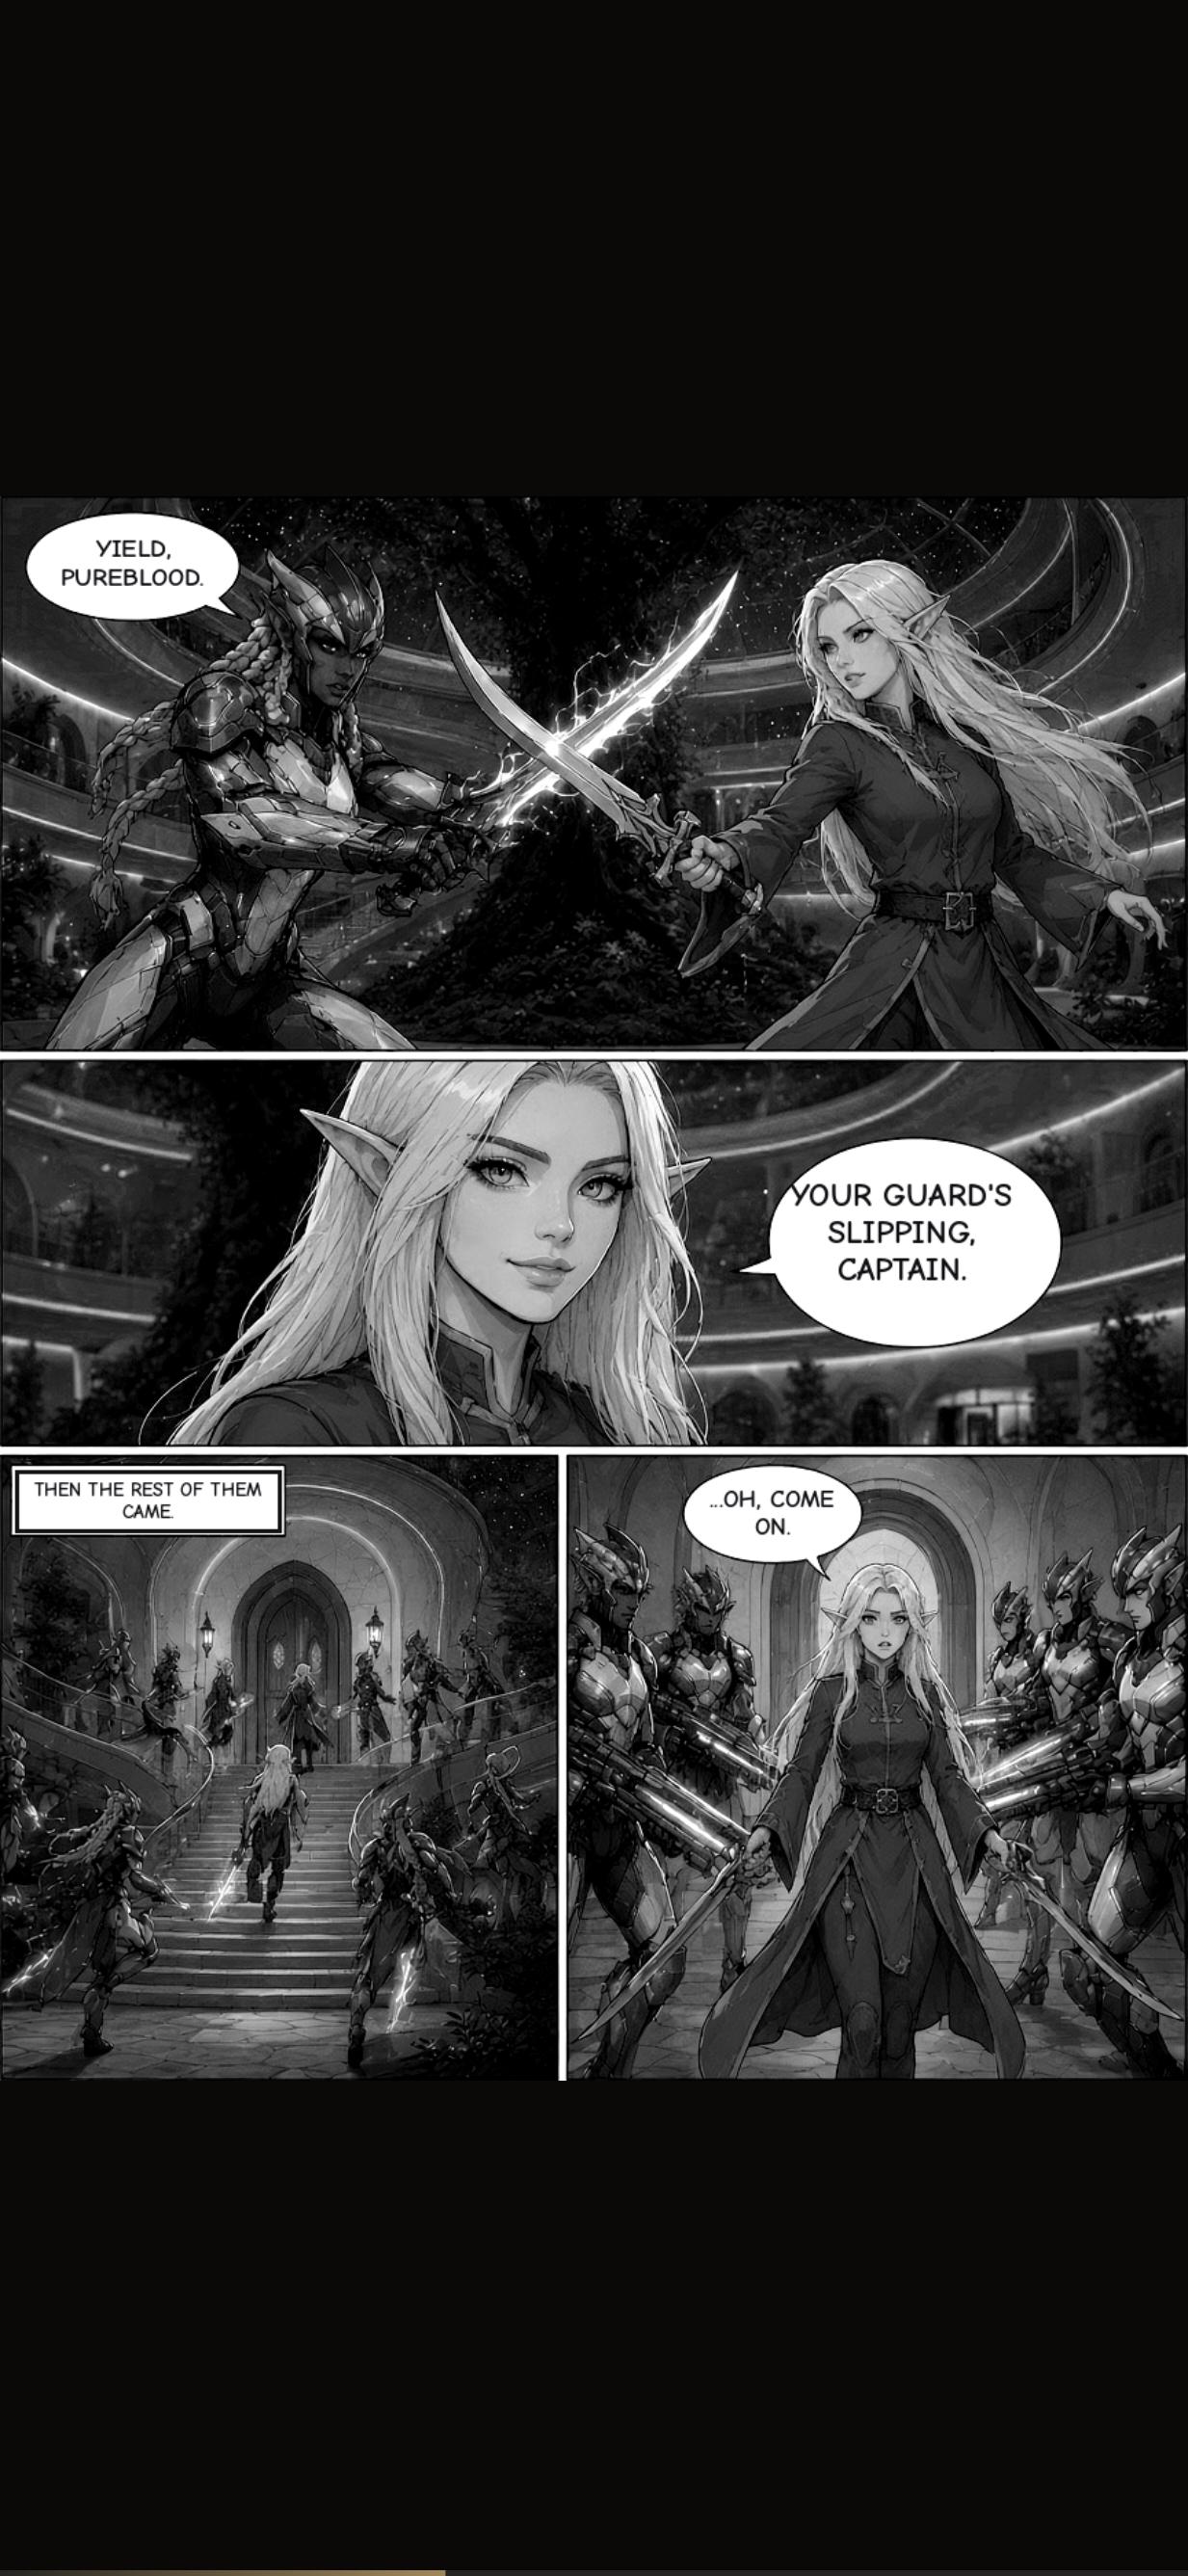 YIELD,
PUREBLOOD.
YOUR GUARD'S
SLIPPING,
CAPTAIN.
THEN THE REST OF THEM
CAME.
...OH, COME
ON.